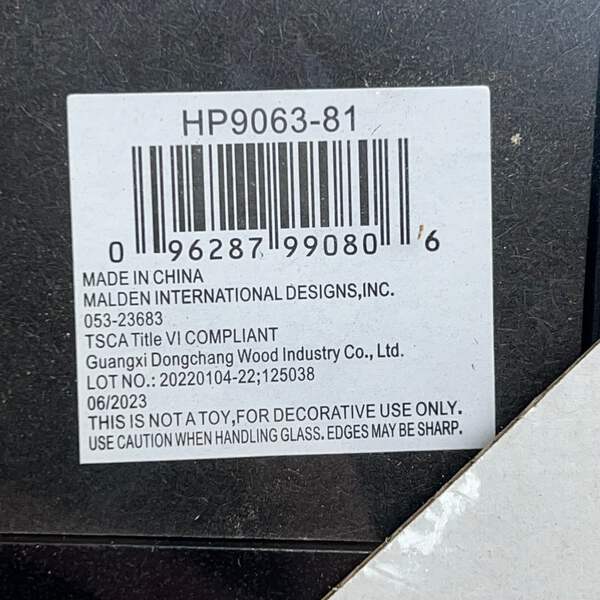 HP9063-81
0 96287 99080 6
MADE IN CHINA
MALDEN INTERNATIONAL DESIGNS,INC.
053-23683
TSCA Title VI COMPLIANT
Guangxi Dongchang Wood Industry Co., Ltd.
LOT NO.: 20220104-22;125038
06/2023
THIS IS NOT A TOY,FOR DECORATIVE USE ONLY.
USE CAUTION WHEN HANDLING GLASS. EDGES MAY BE SHARP.